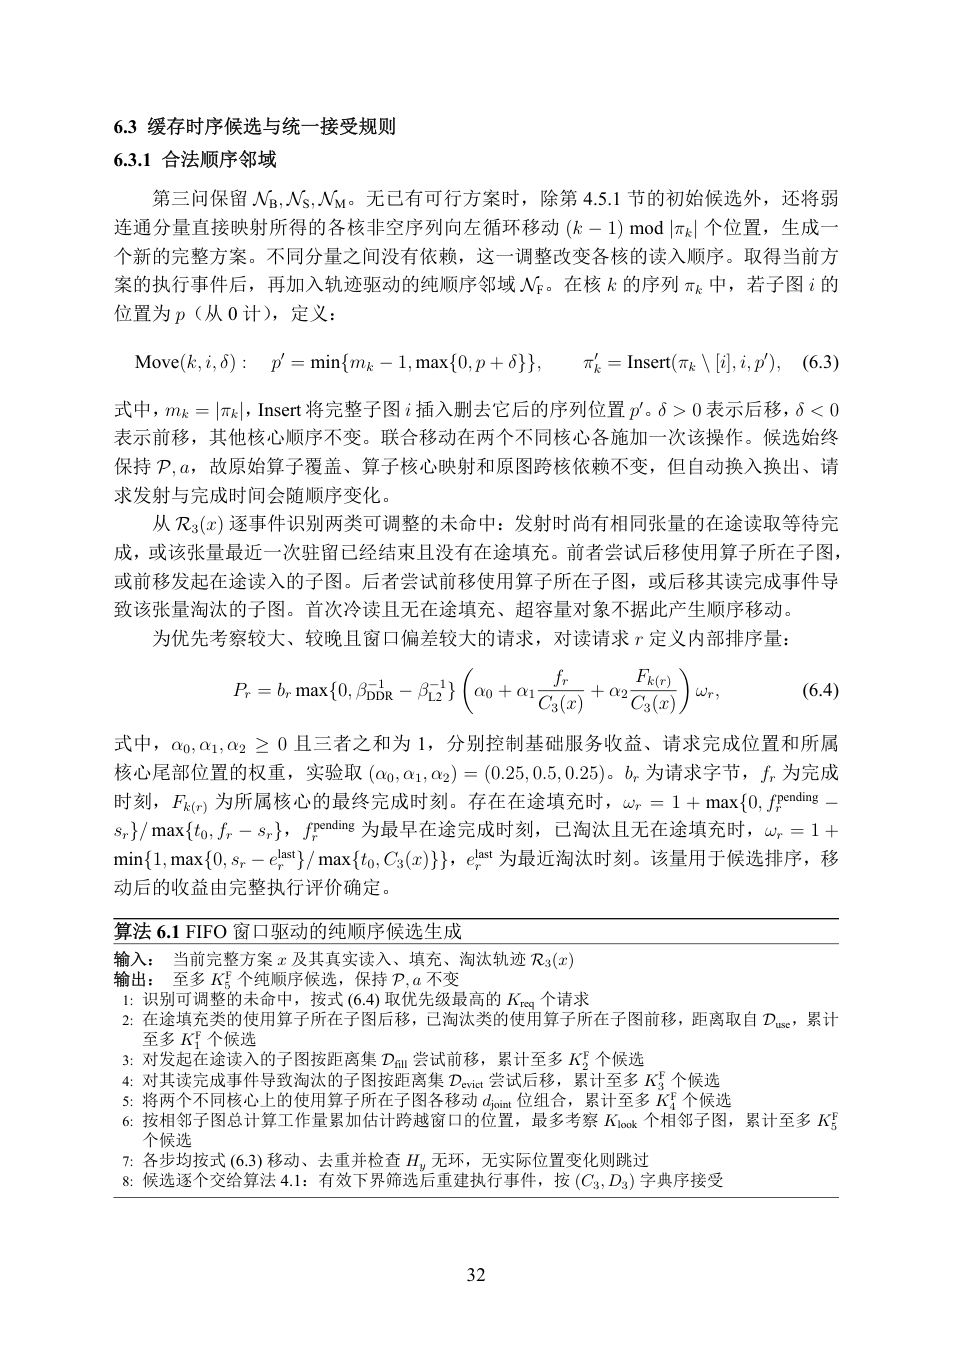 6.3 缓存时序候选与统一接受规则
6.3.1 合法顺序邻域
第三问保留 𝒩_B, 𝒩_S, 𝒩_M。无已有可行方案时，除第 4.5.1 节的初始候选外，还将弱
连通分量直接映射所得的各核非空序列向左循环移动 (k − 1) mod |π_k| 个位置，生成一
个新的完整方案。不同分量之间没有依赖，这一调整改变各核的读入顺序。取得当前方
案的执行事件后，再加入轨迹驱动的纯顺序邻域 𝒩_F。在核 k 的序列 π_k 中，若子图 i 的
位置为 p（从 0 计），定义：
Move(k, i, δ) : p′ = min{m_k − 1, max{0, p + δ}}, π′_k = Insert(π_k \ [i], i, p′), (6.3)
式中，m_k = |π_k|，Insert 将完整子图 i 插入删去它后的序列位置 p′。δ > 0 表示后移，δ < 0
表示前移，其他核心顺序不变。联合移动在两个不同核心各施加一次该操作。候选始终
保持 𝒫, a，故原始算子覆盖、算子核心映射和原图跨核依赖不变，但自动换入换出、请
求发射与完成时间会随顺序变化。
从 ℛ_3(x) 逐事件识别两类可调整的未命中：发射时尚有相同张量的在途读取等待完
成，或该张量最近一次驻留已经结束且没有在途填充。前者尝试后移使用算子所在子图，
或前移发起在途读入的子图。后者尝试前移使用算子所在子图，或后移其读完成事件导
致该张量淘汰的子图。首次冷读且无在途填充、超容量对象不据此产生顺序移动。
为优先考察较大、较晚且窗口偏差较大的请求，对读请求 r 定义内部排序量：
P_r = b_r max{0, β_DDR^{−1} − β_L2^{−1}} (α_0 + α_1 f_r/C_3(x) + α_2 F_{k(r)}/C_3(x)) ω_r, (6.4)
式中，α_0, α_1, α_2 ≥ 0 且三者之和为 1，分别控制基础服务收益、请求完成位置和所属
核心尾部位置的权重，实验取 (α_0, α_1, α_2) = (0.25, 0.5, 0.25)。b_r 为请求字节，f_r 为完成
时刻，F_{k(r)} 为所属核心的最终完成时刻。存在在途填充时，ω_r = 1 + max{0, f_r^{pending} −
s_r}/ max{t_0, f_r − s_r}，f_r^{pending} 为最早在途完成时刻，已淘汰且无在途填充时，ω_r = 1 +
min{1, max{0, s_r − e_r^{last}}/ max{t_0, C_3(x)}}，e_r^{last} 为最近淘汰时刻。该量用于候选排序，移
动后的收益由完整执行评价确定。
算法 6.1 FIFO 窗口驱动的纯顺序候选生成
输入： 当前完整方案 x 及其真实读入、填充、淘汰轨迹 ℛ_3(x)
输出： 至多 K_5^F 个纯顺序候选，保持 𝒫, a 不变
1: 识别可调整的未命中，按式 (6.4) 取优先级最高的 K_req 个请求
2: 在途填充类的使用算子所在子图后移，已淘汰类的使用算子所在子图前移，距离取自 𝒟_use，累计
至多 K_1^F 个候选
3: 对发起在途读入的子图按距离集 𝒟_fill 尝试前移，累计至多 K_2^F 个候选
4: 对其读完成事件导致淘汰的子图按距离集 𝒟_evict 尝试后移，累计至多 K_3^F 个候选
5: 将两个不同核心上的使用算子所在子图各移动 d_joint 位组合，累计至多 K_4^F 个候选
6: 按相邻子图总计算工作量累加估计跨越窗口的位置，最多考察 K_look 个相邻子图，累计至多 K_5^F
个候选
7: 各步均按式 (6.3) 移动、去重并检查 H_y 无环，无实际位置变化则跳过
8: 候选逐个交给算法 4.1：有效下界筛选后重建执行事件，按 (C_3, D_3) 字典序接受
32